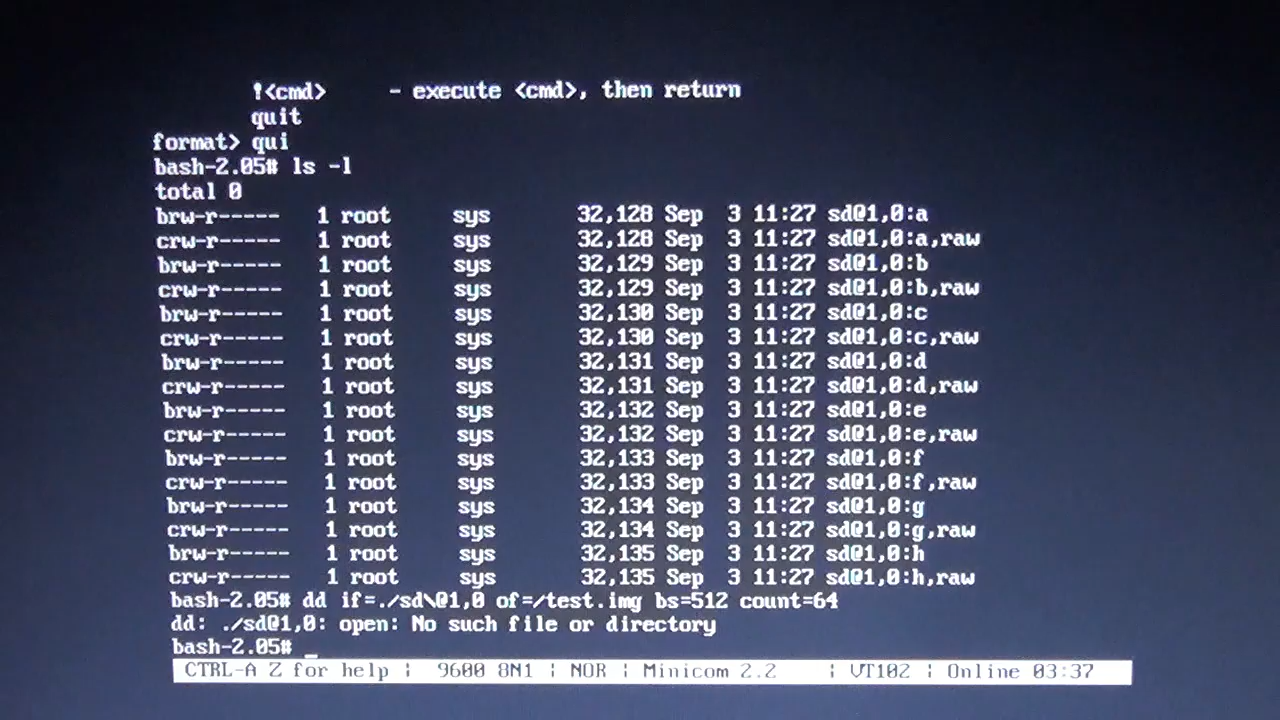 !<cmd> - execute <cmd>, then return
quit
format> qui
bash-2.05# ls -l
total 0
brw-r----- 1 root sys 32,128 Sep 3 11:27 sd@1,0:a
crw-r----- 1 root sys 32,128 Sep 3 11:27 sd@1,0:a,raw
brw-r----- 1 root sys 32,129 Sep 3 11:27 sd@1,0:b
crw-r----- 1 root sys 32,129 Sep 3 11:27 sd@1,0:b,raw
brw-r----- 1 root sys 32,130 Sep 3 11:27 sd@1,0:c
crw-r----- 1 root sys 32,130 Sep 3 11:27 sd@1,0:c,raw
brw-r----- 1 root sys 32,131 Sep 3 11:27 sd@1,0:d
crw-r----- 1 root sys 32,131 Sep 3 11:27 sd@1,0:d,raw
brw-r----- 1 root sys 32,132 Sep 3 11:27 sd@1,0:e
crw-r----- 1 root sys 32,132 Sep 3 11:27 sd@1,0:e,raw
brw-r----- 1 root sys 32,133 Sep 3 11:27 sd@1,0:f
crw-r----- 1 root sys 32,133 Sep 3 11:27 sd@1,0:f,raw
brw-r----- 1 root sys 32,134 Sep 3 11:27 sd@1,0:g
crw-r----- 1 root sys 32,134 Sep 3 11:27 sd@1,0:g,raw
brw-r----- 1 root sys 32,135 Sep 3 11:27 sd@1,0:h
crw-r----- 1 root sys 32,135 Sep 3 11:27 sd@1,0:h,raw
bash-2.05# dd if=./sd\@1,0 of=/test.img bs=512 count=64
dd: ./sd@1,0: open: No such file or directory
bash-2.05# _
CTRL-A Z for help | 9600 8N1 | NOR | Minicom 2.2 | VT102 | Online 03:37